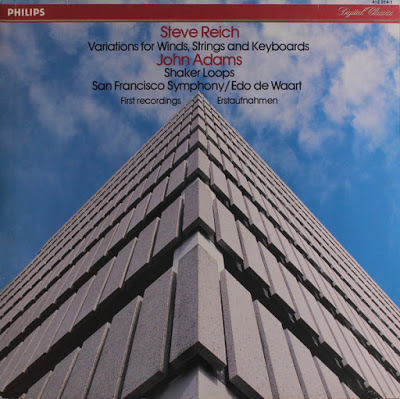 PHILIPS
Digital Classics
Steve Reich
Variations for Winds, Strings and Keyboards
John Adams
Shaker Loops
San Francisco Symphony/Edo de Waart
First recordings Erstaufnahmen